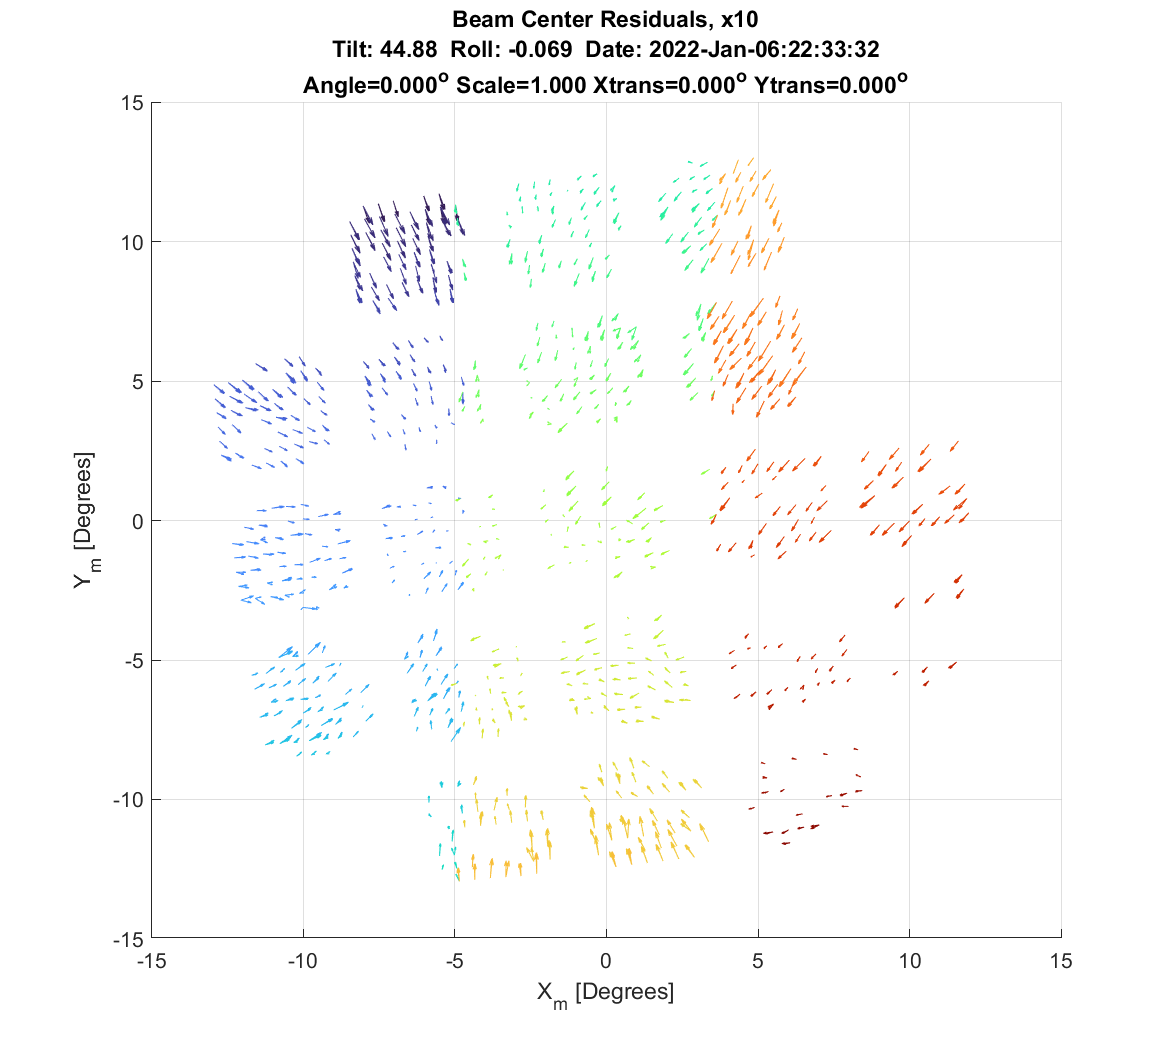 Beam Center Residuals, x10
Tilt: 44.88 Roll: -0.069 Date: 2022-Jan-06:22:33:32
Angle=0.000° Scale=1.000 Xtrans=0.000° Ytrans=0.000°
15
10
5
0
-5
-10
-15
Y_m [Degrees]
-15 -10 -5 0 5 10 15
X_m [Degrees]